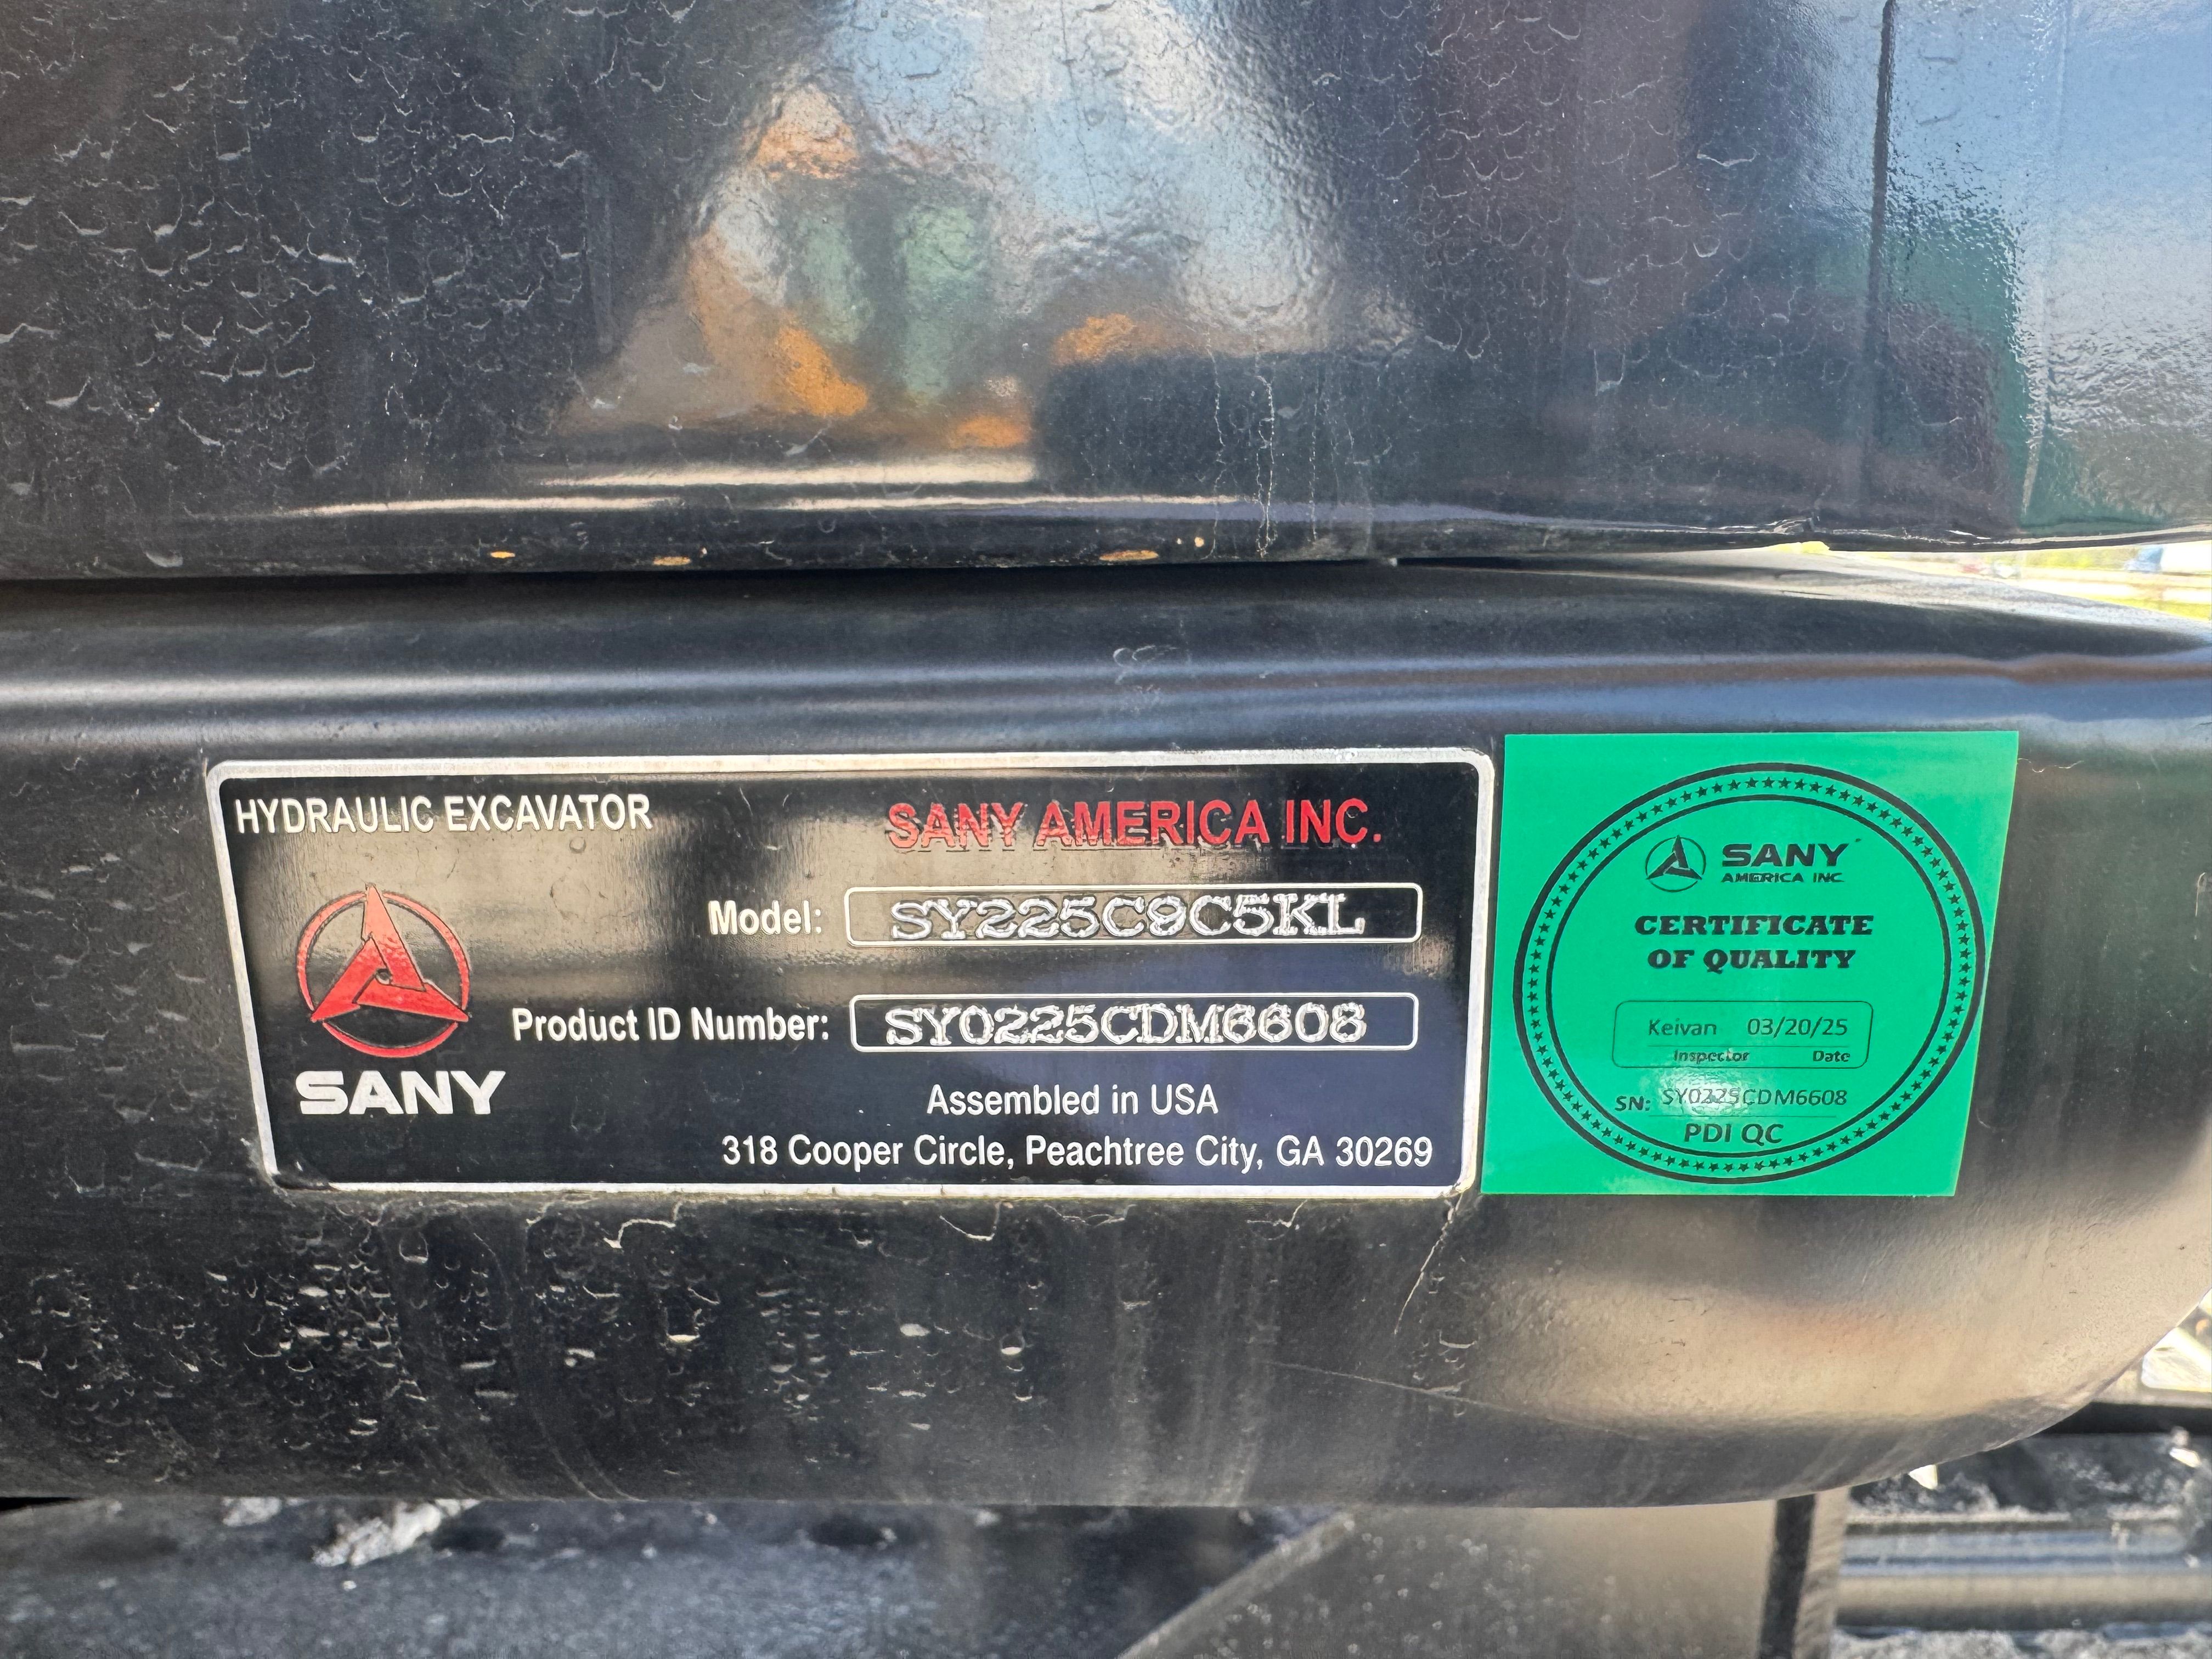 HYDRAULIC EXCAVATOR
SANY AMERICA INC.
Model: SY225C9C5KL
Product ID Number: SY0225CDM6608
SANY
Assembled in USA
318 Cooper Circle, Peachtree City, GA 30269
SANY
AMERICA INC.
CERTIFICATE
OF QUALITY
Keivan 03/20/25
Inspector Date
SN: SY0225CDM6608
PDI QC